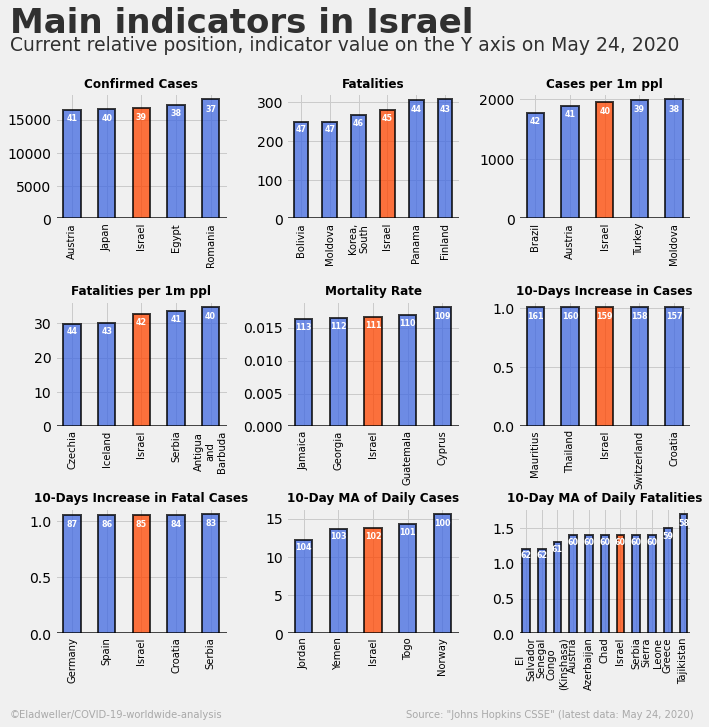 Main indicators in Israel
Current relative position, indicator value on the Y axis on May 24, 2020
Confirmed Cases
15000
10000
5000
0
41
40
39
38
37
Austria
Japan
Israel
Egypt
Romania
Fatalities
300
200
100
0
47
47
46
45
44
43
Bolivia
Moldova
Korea,
South
Israel
Panama
Finland
Cases per 1m ppl
2000
1000
0
42
41
40
39
38
Brazil
Austria
Israel
Turkey
Moldova
Fatalities per 1m ppl
30
20
10
0
44
43
42
41
40
Czechia
Iceland
Israel
Serbia
Antigua
and
Barbuda
Mortality Rate
0.015
0.010
0.005
0.000
113
112
111
110
109
Jamaica
Georgia
Israel
Guatemala
Cyprus
10-Days Increase in Cases
1.0
0.5
0.0
161
160
159
158
157
Mauritius
Thailand
Israel
Switzerland
Croatia
10-Days Increase in Fatal Cases
1.0
0.5
0.0
87
86
85
84
83
Germany
Spain
Israel
Croatia
Serbia
10-Day MA of Daily Cases
15
10
5
0
104
103
102
101
100
Jordan
Yemen
Israel
Togo
Norway
10-Day MA of Daily Fatalities
1.5
1.0
0.5
0.0
62
62
61
60
60
60
60
60
60
59
58
El
Salvador
Senegal
Congo
(Kinshasa)
Austria
Azerbaijan
Chad
Israel
Serbia
Sierra
Leone
Greece
Tajikistan
©Eladweller/COVID-19-worldwide-analysis
Source: "Johns Hopkins CSSE" (latest data: May 24, 2020)